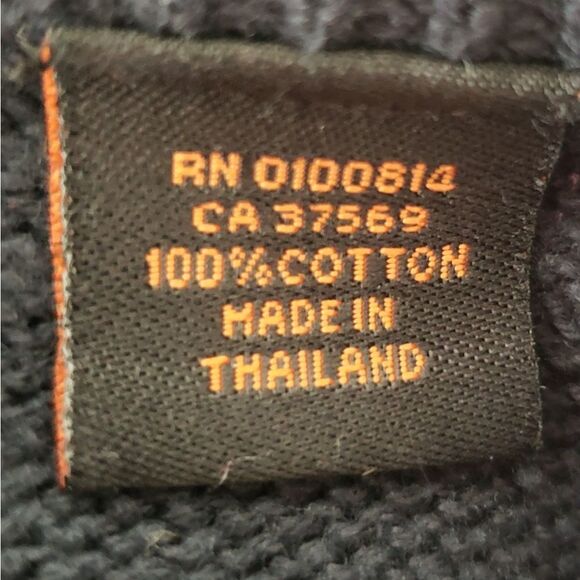 RN 0100814
CA 37569
100% COTTON
MADE IN
THAILAND